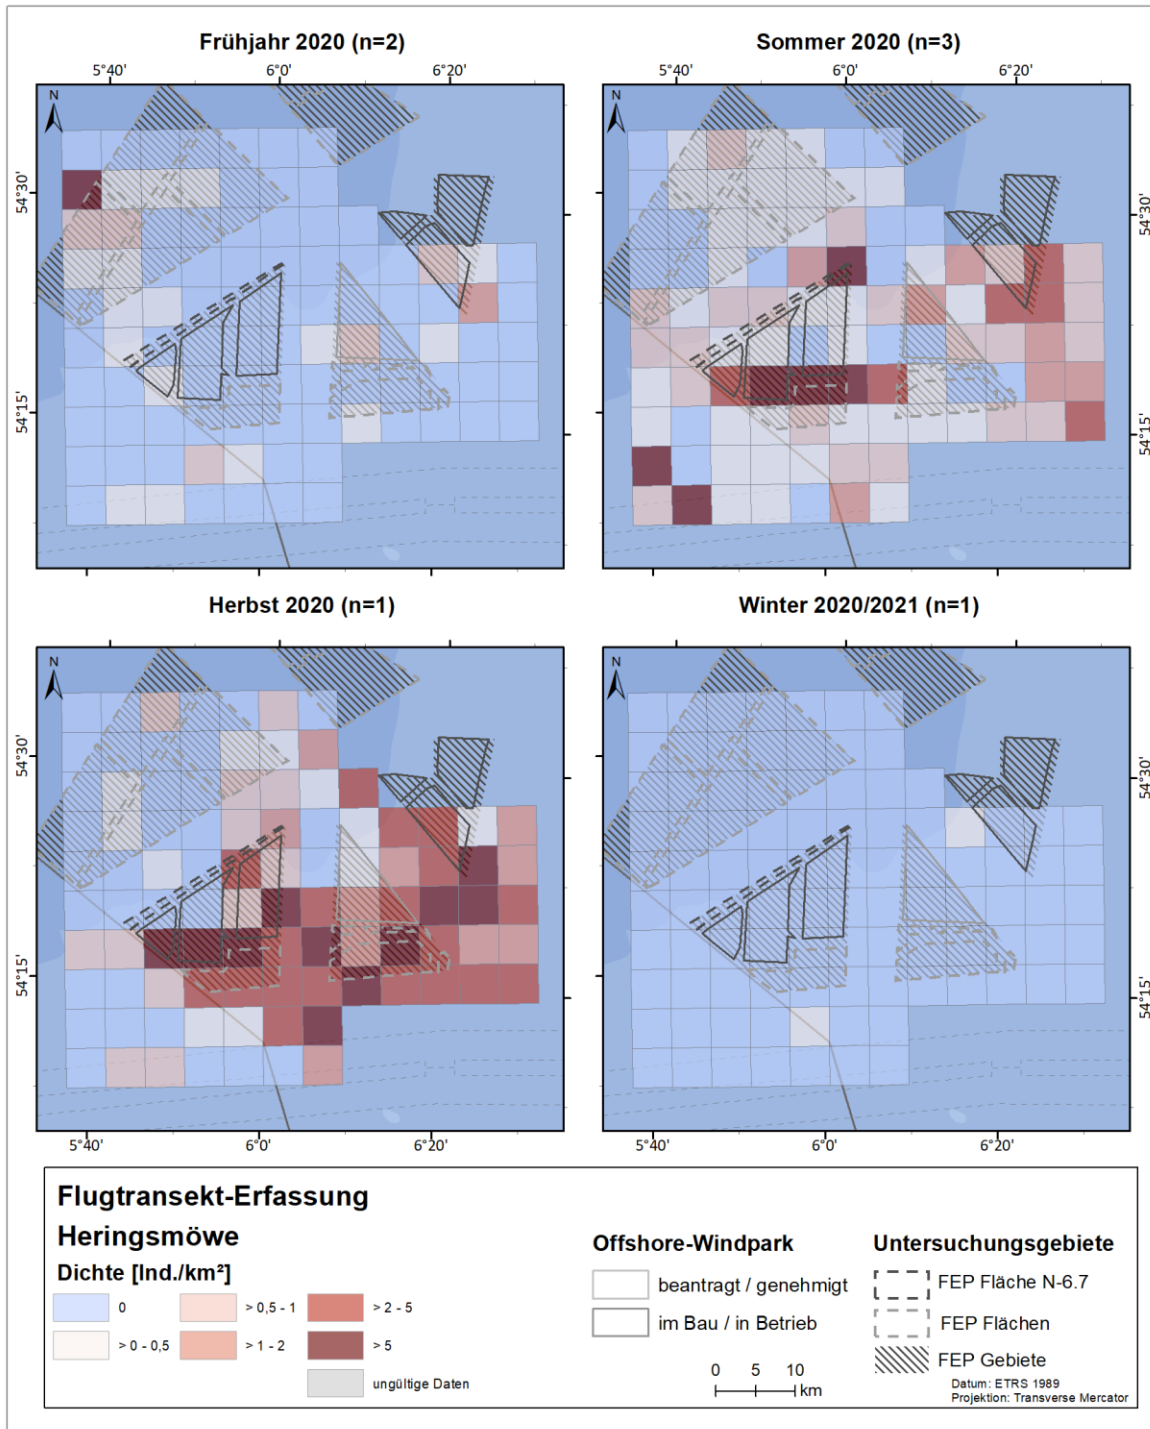 Frühjahr 2020 (n=2)
Sommer 2020 (n=3)
5°40' 6°0' 6°20'
5°40' 6°0' 6°20'
N
N
54°30'
54°30'
54°15'
54°15'
Herbst 2020 (n=1)
Winter 2020/2021 (n=1)
N
N
54°30'
54°30'
54°15'
54°15'
5°40' 6°0' 6°20'
5°40' 6°0' 6°20'
Flugtransekt-Erfassung
Heringsmöwe
Dichte [Ind./km²]
0
> 0 - 0,5
> 0,5 - 1
> 1 - 2
> 2 - 5
> 5
ungültige Daten
Offshore-Windpark
beantragt / genehmigt
im Bau / in Betrieb
0 5 10
km
Untersuchungsgebiete
FEP Fläche N-6.7
FEP Flächen
FEP Gebiete
Datum: ETRS 1989
Projektion: Transverse Mercator